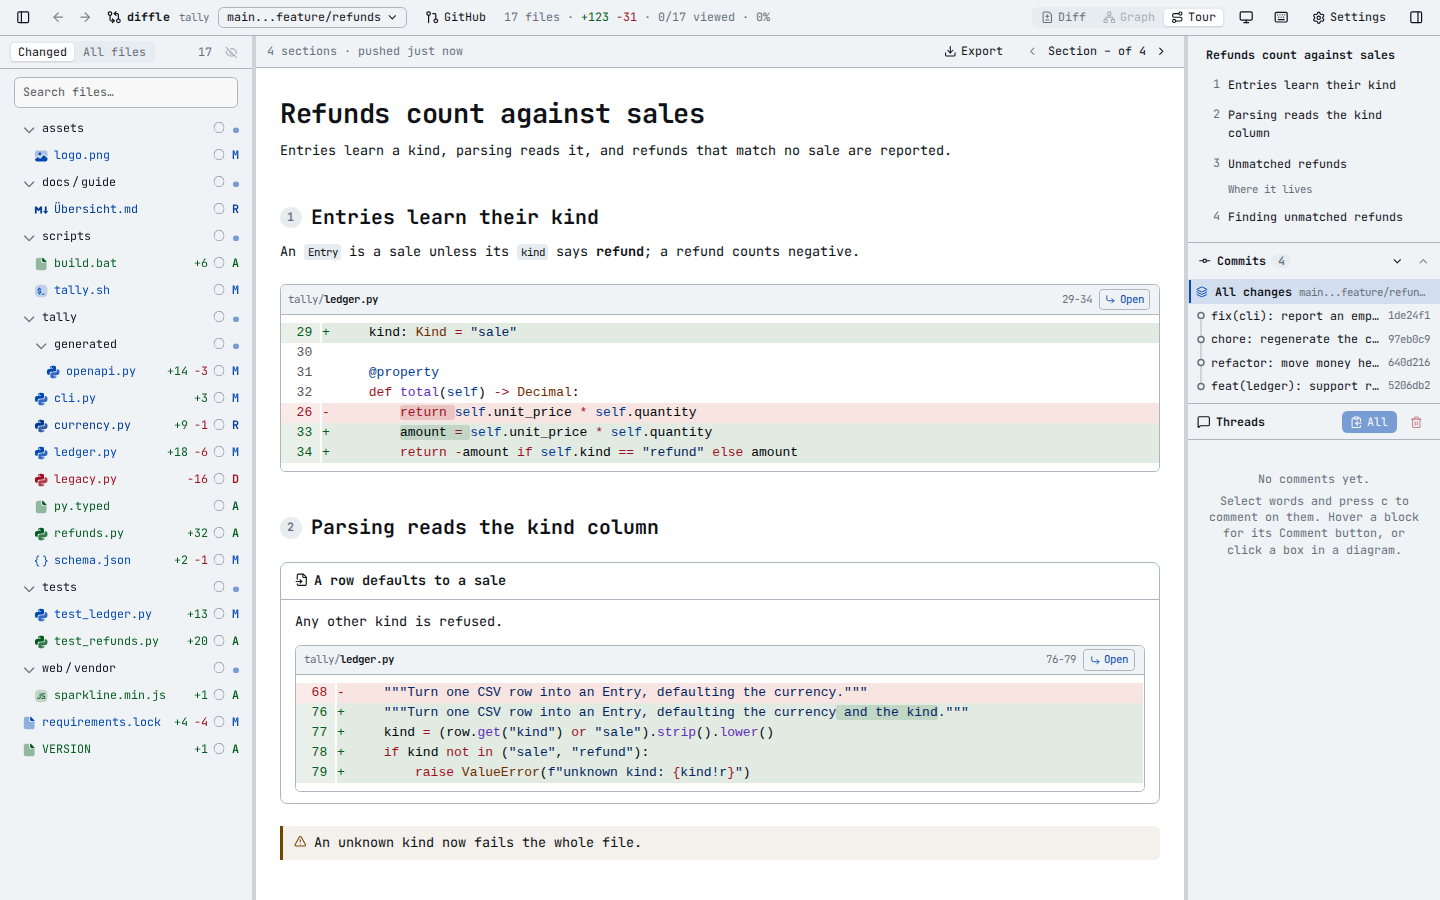 diffle tally main...feature/refunds GitHub 17 files · +123 -31 · 0/17 viewed · 0% Diff Graph Tour Settings
Changed All files 17
Search files…
assets
logo.png M
docs/guide
Übersicht.md R
scripts
build.bat +6 A
tally.sh M
tally
generated
openapi.py +14 -3 M
cli.py +3 M
currency.py +9 -1 R
ledger.py +18 -6 M
legacy.py -16 D
py.typed A
refunds.py +32 A
schema.json +2 -1 M
tests
test_ledger.py +13 M
test_refunds.py +20 A
web/vendor
sparkline.min.js +1 A
requirements.lock +4 -4 M
VERSION +1 A
4 sections · pushed just now Export Section – of 4
Refunds count against sales
Entries learn a kind, parsing reads it, and refunds that match no sale are reported.
1 Entries learn their kind
An Entry is a sale unless its kind says refund; a refund counts negative.
tally/ledger.py 29-34 Open
29 + kind: Kind = "sale"
30
31 @property
32 def total(self) -> Decimal:
26 - return self.unit_price * self.quantity
33 + amount = self.unit_price * self.quantity
34 + return -amount if self.kind == "refund" else amount
2 Parsing reads the kind column
A row defaults to a sale
Any other kind is refused.
tally/ledger.py 76-79 Open
68 - """Turn one CSV row into an Entry, defaulting the currency."""
76 + """Turn one CSV row into an Entry, defaulting the currency and the kind."""
77 + kind = (row.get("kind") or "sale").strip().lower()
78 + if kind not in ("sale", "refund"):
79 + raise ValueError(f"unknown kind: {kind!r}")
An unknown kind now fails the whole file.
Refunds count against sales
1 Entries learn their kind
2 Parsing reads the kind
column
3 Unmatched refunds
Where it lives
4 Finding unmatched refunds
Commits 4
All changes main...feature/refun…
fix(cli): report an emp… 1de24f1
chore: regenerate the c… 97eb0c9
refactor: move money he… 640d216
feat(ledger): support r… 5206db2
Threads All
No comments yet.
Select words and press c to
comment on them. Hover a block
for its Comment button, or
click a box in a diagram.